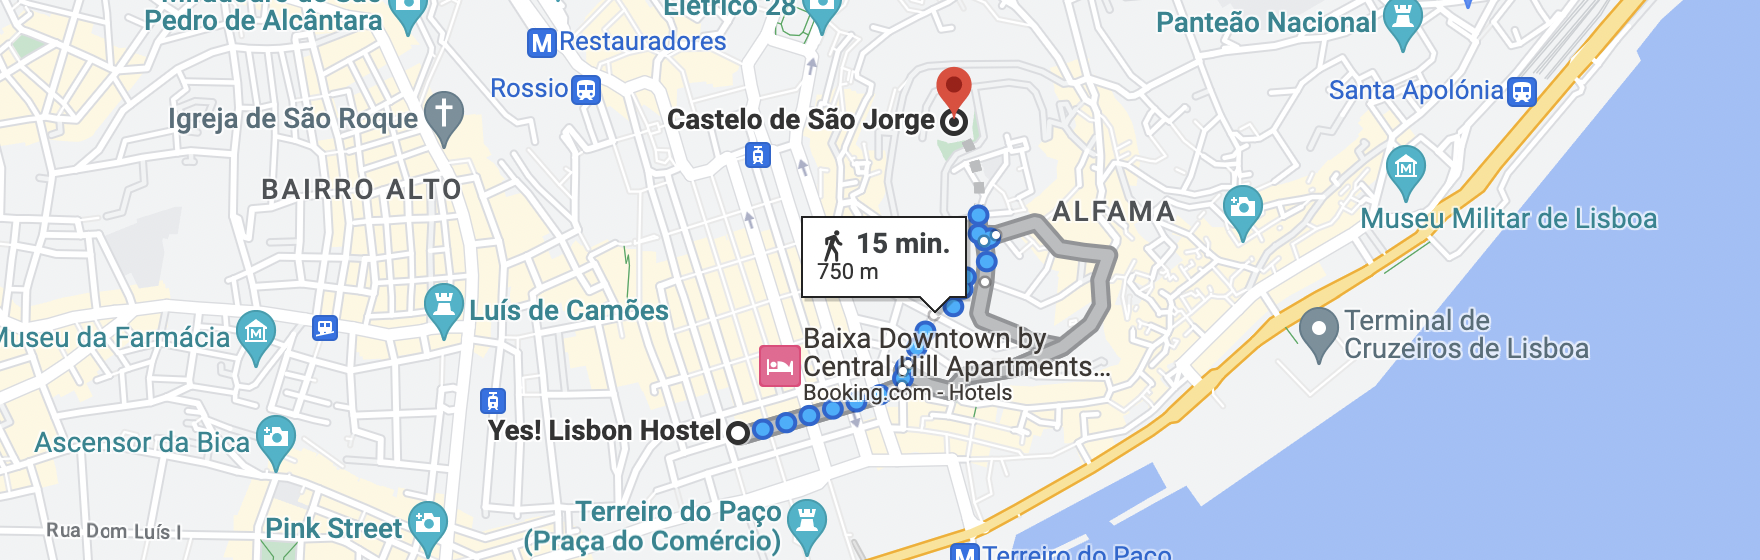 Pedro de Alcântara
Elétrico 28
Panteão Nacional
M Restauradores
Rossio
Santa Apolónia
Igreja de São Roque
Castelo de São Jorge
BAIRRO ALTO
ALFAMA
Museu Militar de Lisboa
15 min.
750 m
Luís de Camões
Museu da Farmácia
Baixa Downtown by
Central Hill Apartments...
Booking.com - Hotels
Terminal de
Cruzeiros de Lisboa
Yes! Lisbon Hostel
Ascensor da Bica
Rua Dom Luís I
Pink Street
Terreiro do Paço
(Praça do Comércio)
M Terreiro do Paço